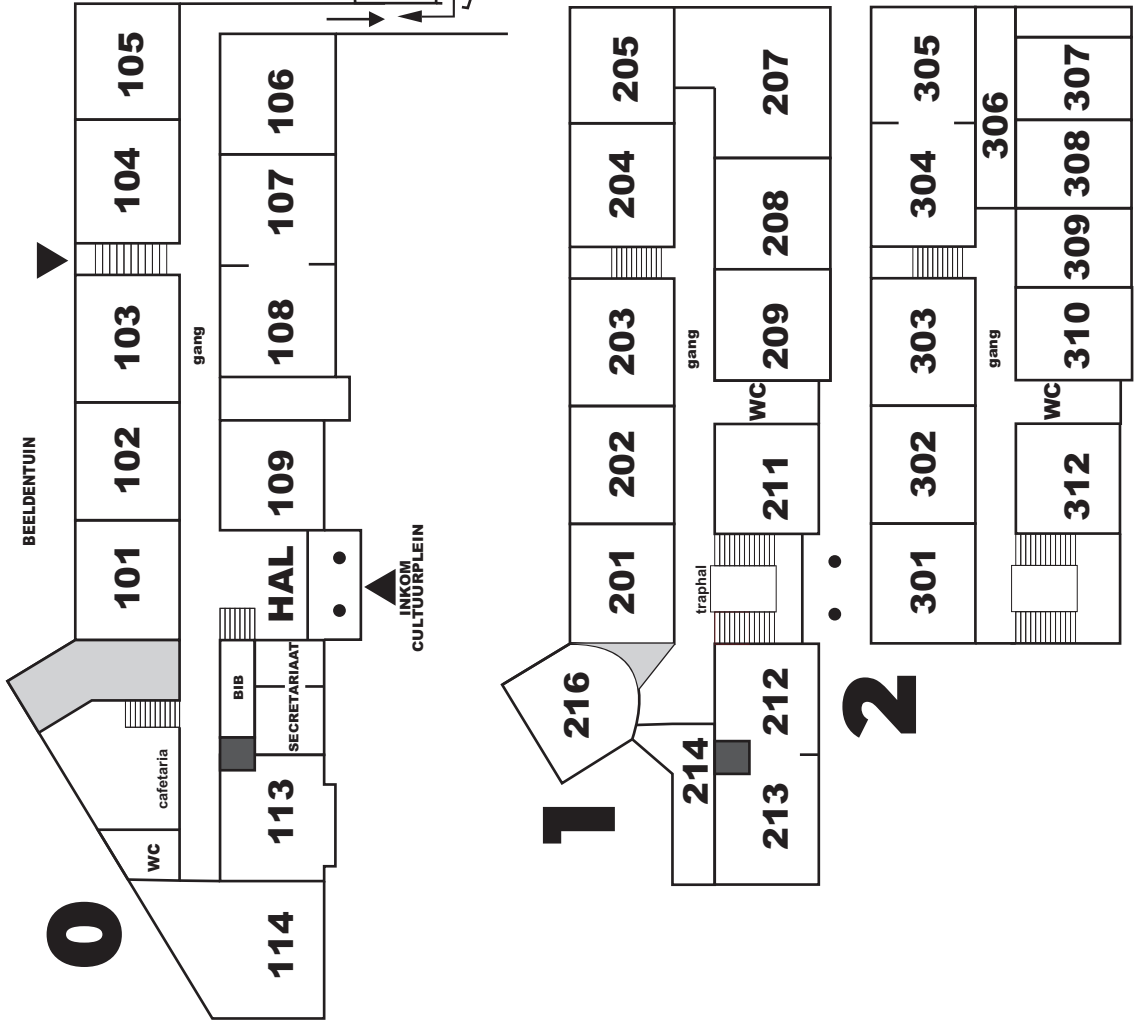 BEELDENTUIN
101
102
103
104
105
gang
cafetaria
WC
BIB
SECRETARIAAT
HAL
INKOM
CULTUURPLEIN
114
113
109
108
107
106
0
216
201
202
203
204
205
traphal
gang
214
213
212
211
WC
209
208
207
1
301
302
303
304
305
gang
306
312
WC
310
309
308
307
2